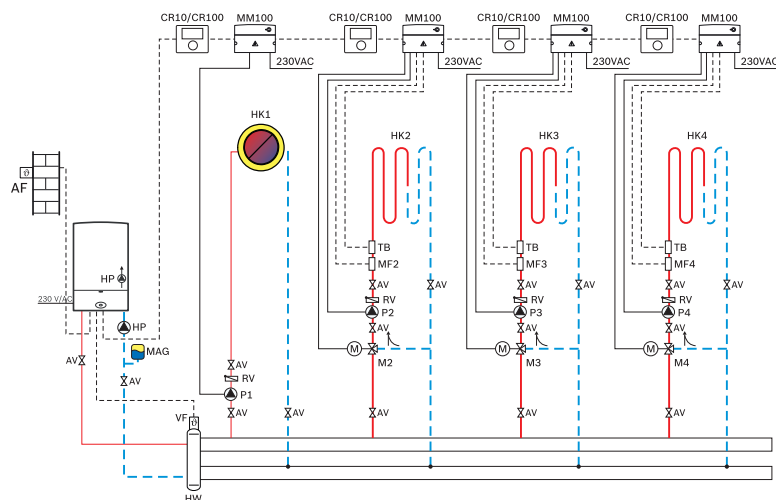 CR10/CR100 MM100 CR10/CR100 MM100 CR10/CR100 MM100 CR10/CR100 MM100
230VAC 230VAC 230VAC 230VAC
HK1 HK2 HK3 HK4
ϑ
AF
TB TB TB
MF2 MF3 MF4
HP
AV AV AV AV AV AV
230 V/AC
RV RV RV
P2 P3 P4
HP
AV AV AV
MAG
M M2 M M3 M M4
AV AV
RV
AV
P1
VF ϑ
AV AV AV AV AV
HW